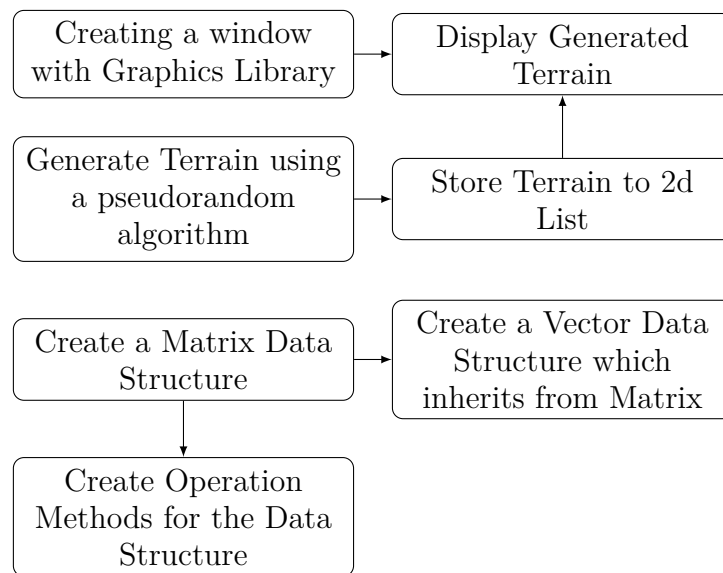 Creating a window
with Graphics Library
Display Generated
Terrain
Generate Terrain using
a pseudorandom
algorithm
Store Terrain to 2d
List
Create a Matrix Data
Structure
Create a Vector Data
Structure which
inherits from Matrix
Create Operation
Methods for the Data
Structure